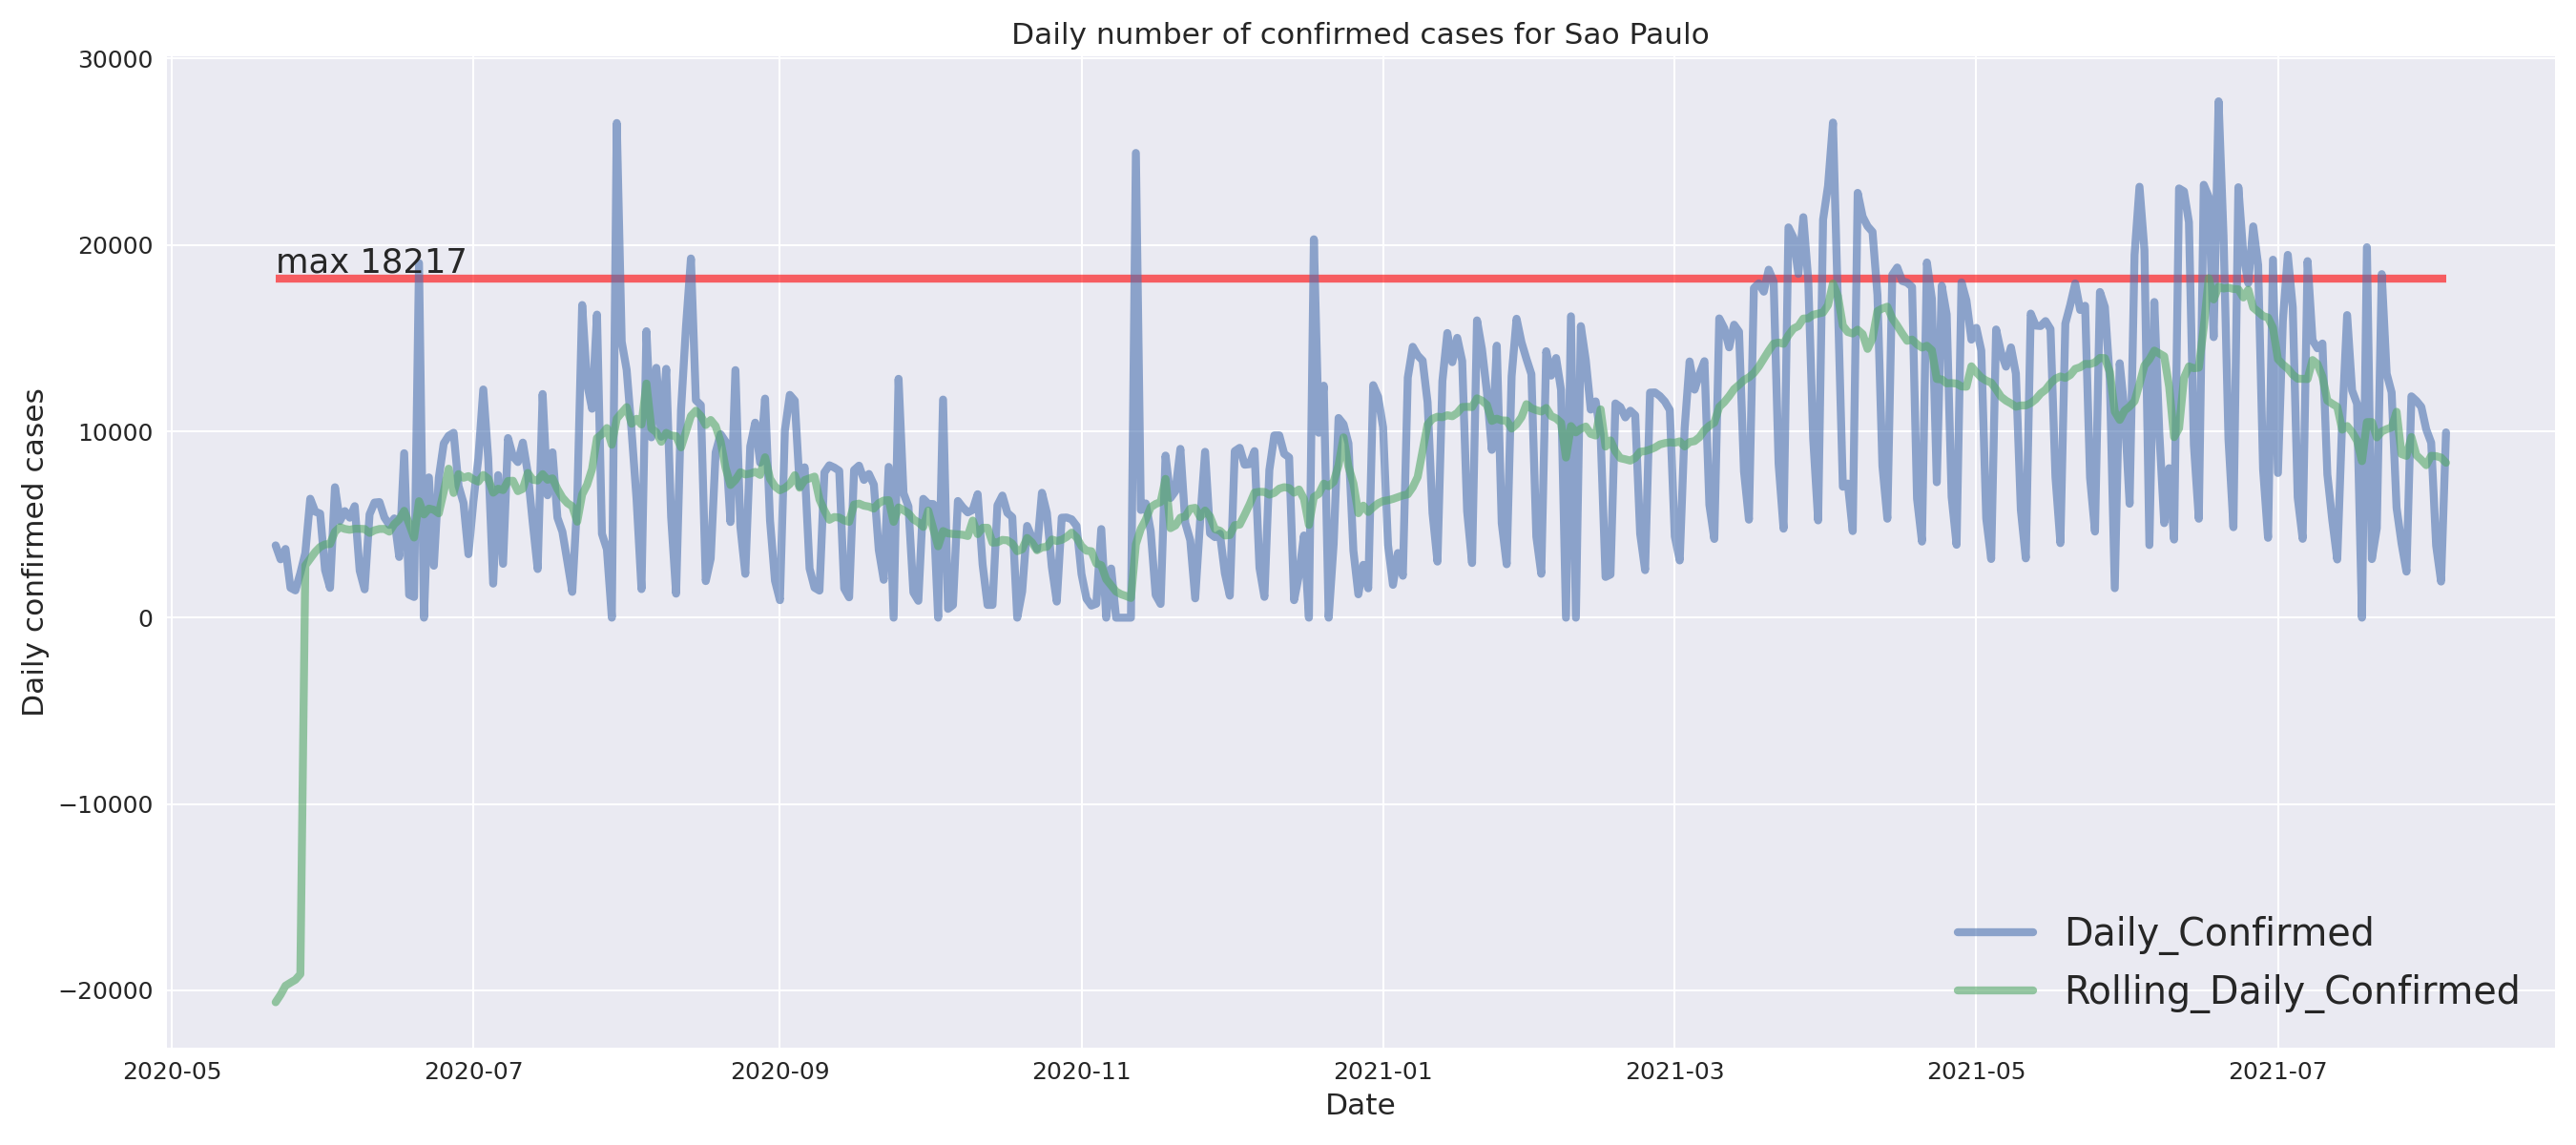 Daily number of confirmed cases for Sao Paulo
30000
20000
10000
0
−10000
−20000
Daily confirmed cases
max 18217
Daily_Confirmed
Rolling_Daily_Confirmed
2020-05
2020-07
2020-09
2020-11
2021-01
2021-03
2021-05
2021-07
Date